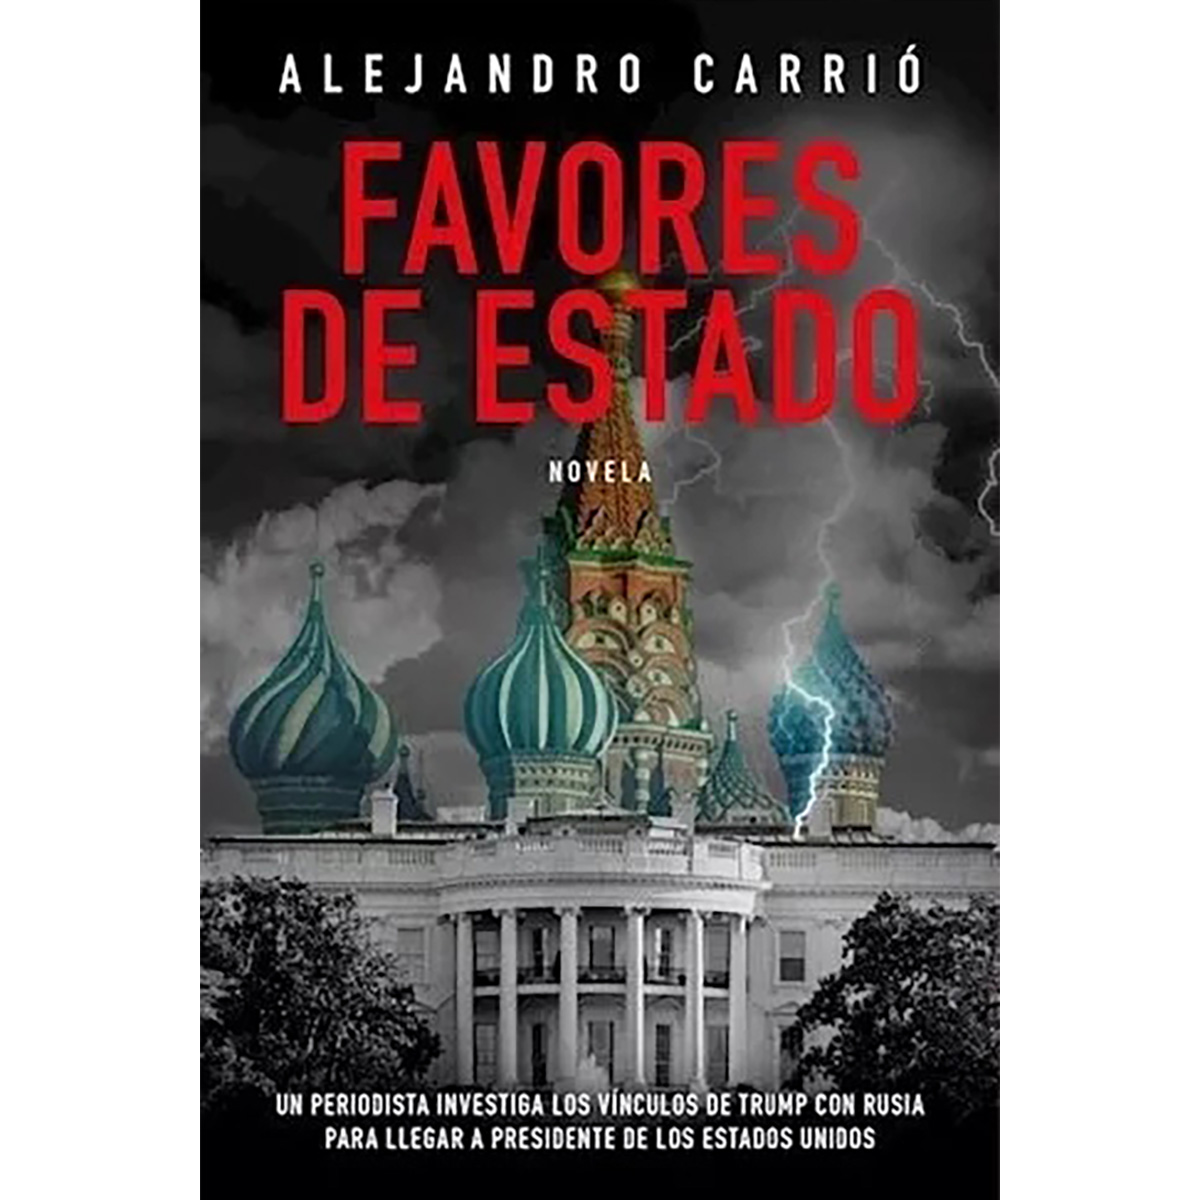 ALEJANDRO CARRIÓ
FAVORES
DE ESTADO
NOVELA
UN PERIODISTA INVESTIGA LOS VÍNCULOS DE TRUMP CON RUSIA
PARA LLEGAR A PRESIDENTE DE LOS ESTADOS UNIDOS